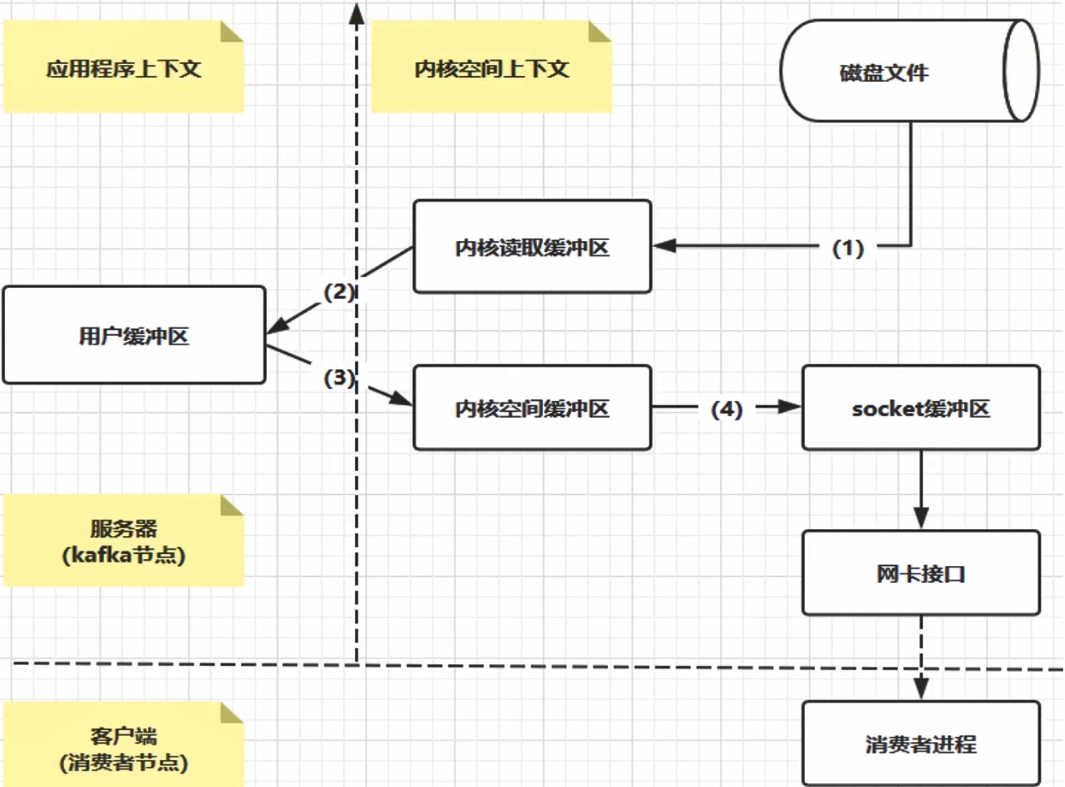 应用程序上下文
内核空间上下文
磁盘文件
内核读取缓冲区
(1)
(2)
用户缓冲区
(3)
内核空间缓冲区
(4)
socket缓冲区
服务器
(kafka节点)
网卡接口
客户端
(消费者节点)
消费者进程